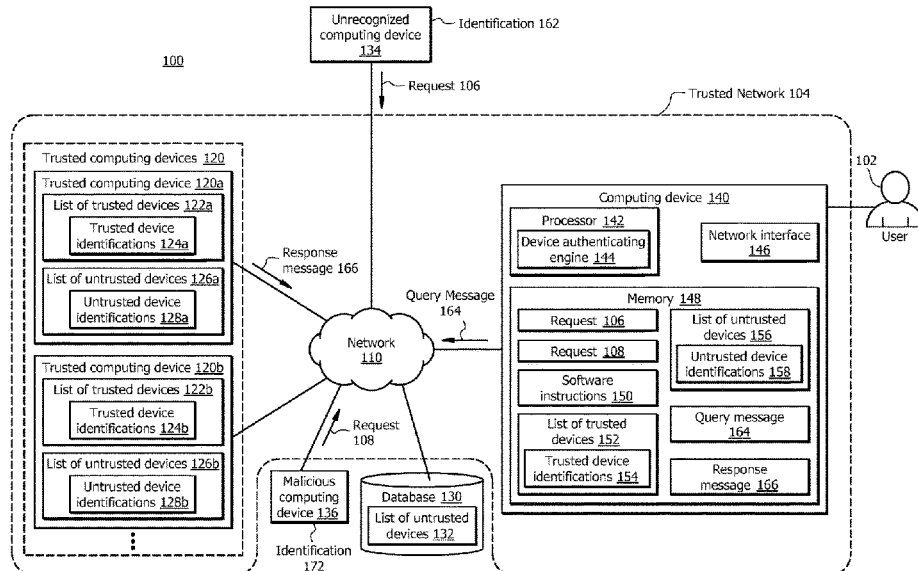 Unrecognized
computing device
134
Identification 162
100
Request 106
Trusted Network 104
Trusted computing devices 120
Trusted computing device 120a
List of trusted devices 122a
Trusted device
identifications 124a
List of untrusted devices 126a
Untrusted device
identifications 128a
Trusted computing device 120b
List of trusted devices 122b
Trusted device
identifications 124b
List of untrusted devices 126b
Untrusted device
identifications 128b
Response
message 166
Query Message
164
Network
110
Request
108
Malicious
computing
device 136
Identification
172
Database 130
List of untrusted
devices 132
102
User
Computing device 140
Processor 142
Device authenticating
engine 144
Network interface
146
Memory 148
Request 106
Request 108
Software
instructions 150
List of trusted
devices 152
Trusted device
identifications 154
List of untrusted
devices 156
Untrusted device
identifications 158
Query message
164
Response
message 166